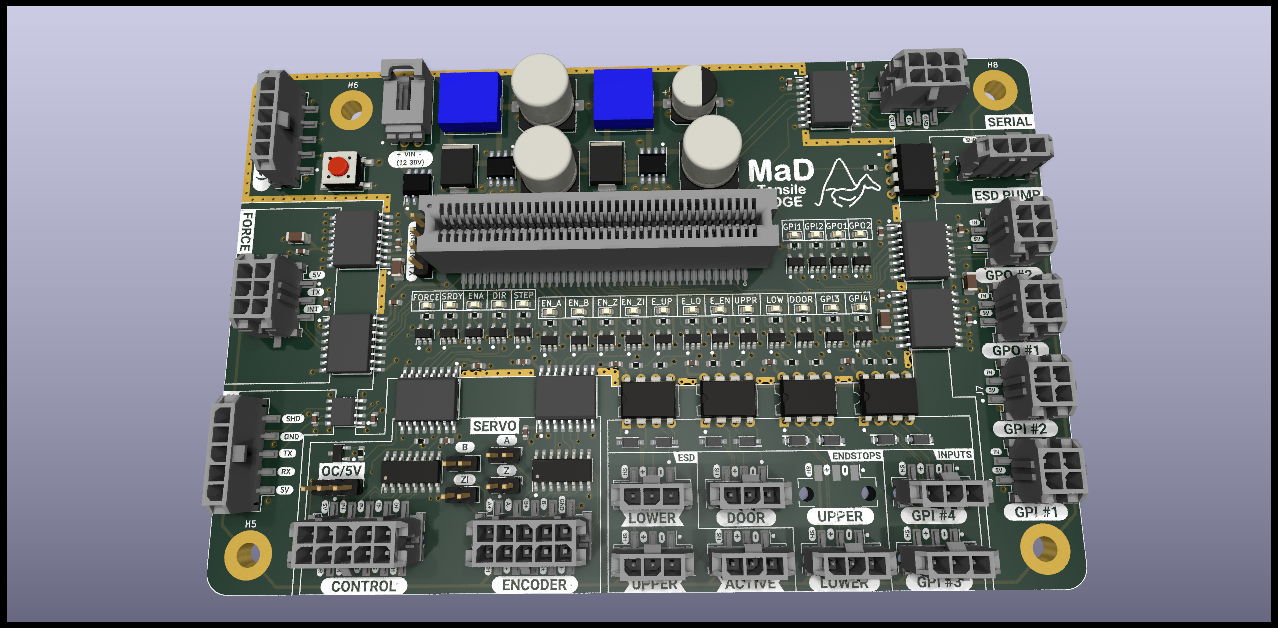 H6
H8
SERIAL
- VIN -
(12-30V)
MaD
Tensile
ESD PUMP
FORCE
5V
TX
INT
GPI1 GPI2 GPO1 GPO2
GPO #2
FORCE SRDY ENA DIR STEP
EN_A EN_B EN_Z EN_ZI E_UP E_LO E_EN UPPR LOW DOOR GPI3 GPI4
GPO #1
SHD
GND
TX
RX
5V
SERVO
A
B
Z
ZI
OC/5V
ESD
ENDSTOPS
INPUTS
GPI #2
LOWER
DOOR
UPPER
GPI #4
GPI #1
H5
CONTROL
ENCODER
UPPER
ACTIVE
LOWER
GPI #3